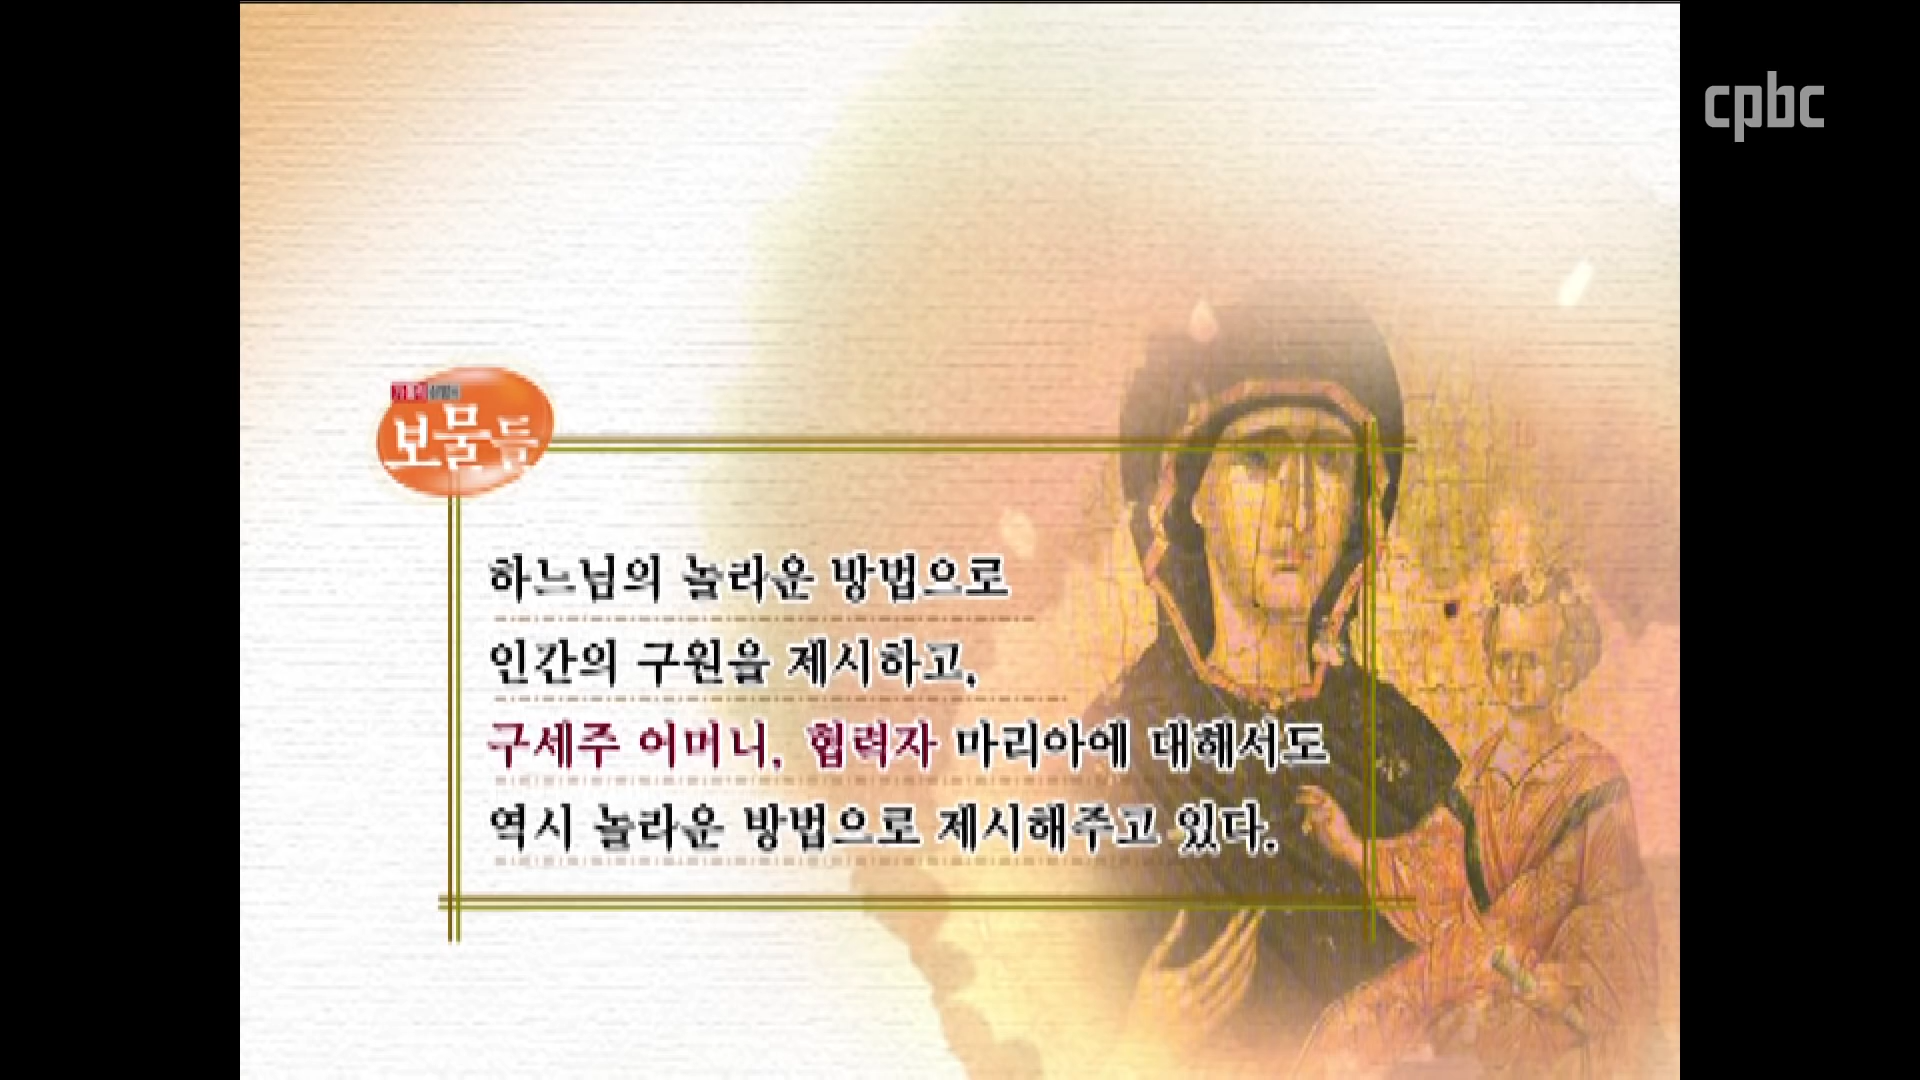 cpbc
보물들
하느님의 놀라운 방법으로
인간의 구원을 제시하고,
구세주 어머니, 협력자 마리아에 대해서도
역시 놀라운 방법으로 제시해주고 있다.